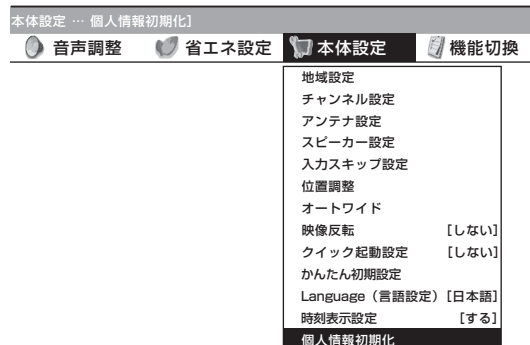 本体設定 … 個人情報初期化]
音声調整 省エネ設定 本体設定 機能切換
地域設定
チャンネル設定
アンテナ設定
スピーカー設定
入力スキップ設定
位置調整
オートワイド
映像反転 [しない]
クイック起動設定 [しない]
かんたん初期設定
Language（言語設定）[日本語]
時刻表示設定 [する]
個人情報初期化